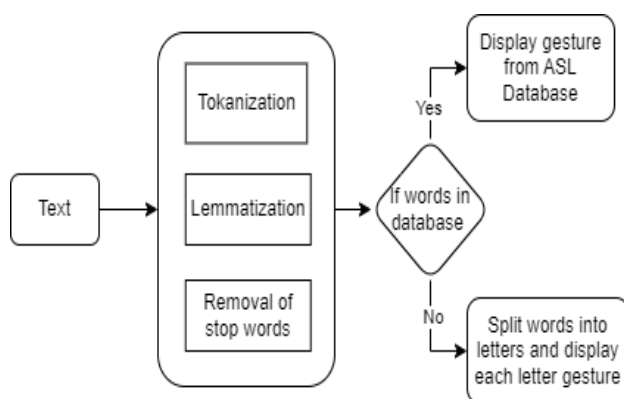 Text
Tokanization
Lemmatization
Removal of
stop words
If words in
database
Yes
Display gesture
from ASL
Database
No
Split words into
letters and display
each letter gesture